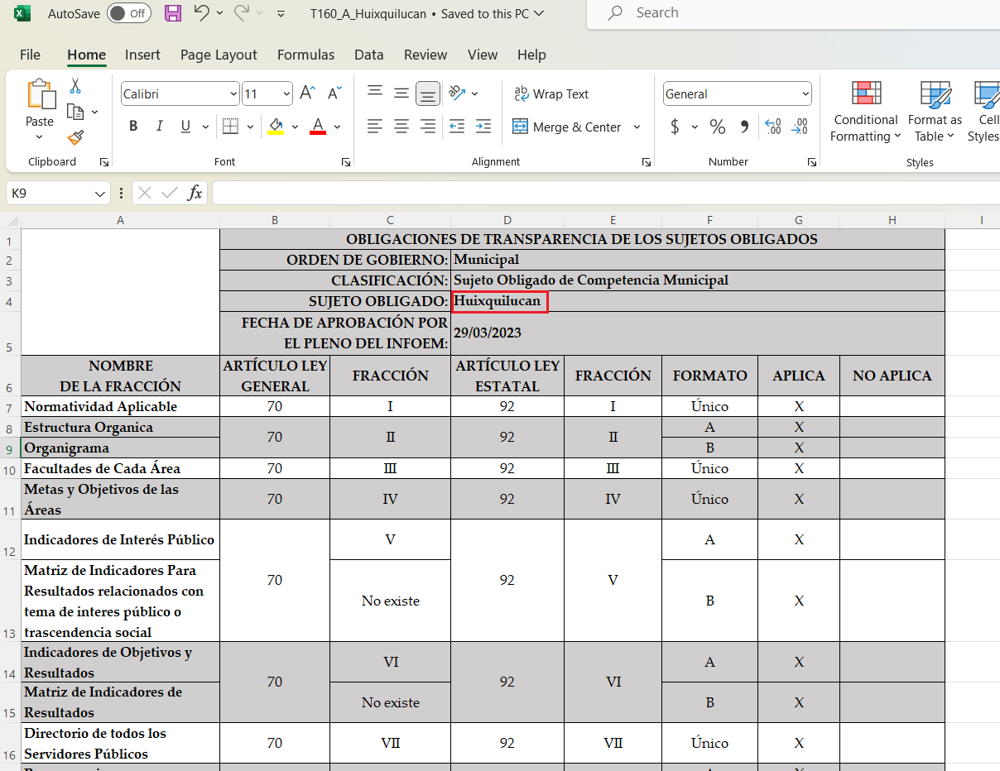 AutoSave Off T160_A_Huixquilucan • Saved to this PC Search
File Home Insert Page Layout Formulas Data Review View Help
Paste Calibri 11 A A Wrap Text General Conditional Formatting Format as Table Cell Styles
B I U A Merge & Center $ % 9 .00 .00
Clipboard Font Alignment Number Styles
K9 fx
A B C D E F G H I
1 OBLIGACIONES DE TRANSPARENCIA DE LOS SUJETOS OBLIGADOS
2 ORDEN DE GOBIERNO: Municipal
3 CLASIFICACIÓN: Sujeto Obligado de Competencia Municipal
4 SUJETO OBLIGADO: Huixquilucan
FECHA DE APROBACIÓN POR
5 EL PLENO DEL INFOEM: 29/03/2023
6 NOMBRE DE LA FRACCIÓN ARTÍCULO LEY GENERAL FRACCIÓN ARTÍCULO LEY ESTATAL FRACCIÓN FORMATO APLICA NO APLICA
7 Normatividad Aplicable 70 I 92 I Único X
8 Estructura Organica 70 II 92 II A X
9 Organigrama B X
10 Facultades de Cada Área 70 III 92 III Único X
11 Metas y Objetivos de las Áreas 70 IV 92 IV Único X
12 Indicadores de Interés Público 70 V 92 V A X
13 Matriz de Indicadores Para Resultados relacionados con tema de interes público o trascendencia social No existe B X
14 Indicadores de Objetivos y Resultados 70 VI 92 VI A X
15 Matriz de Indicadores de Resultados No existe B X
16 Directorio de todos los Servidores Públicos 70 VII 92 VII Único X